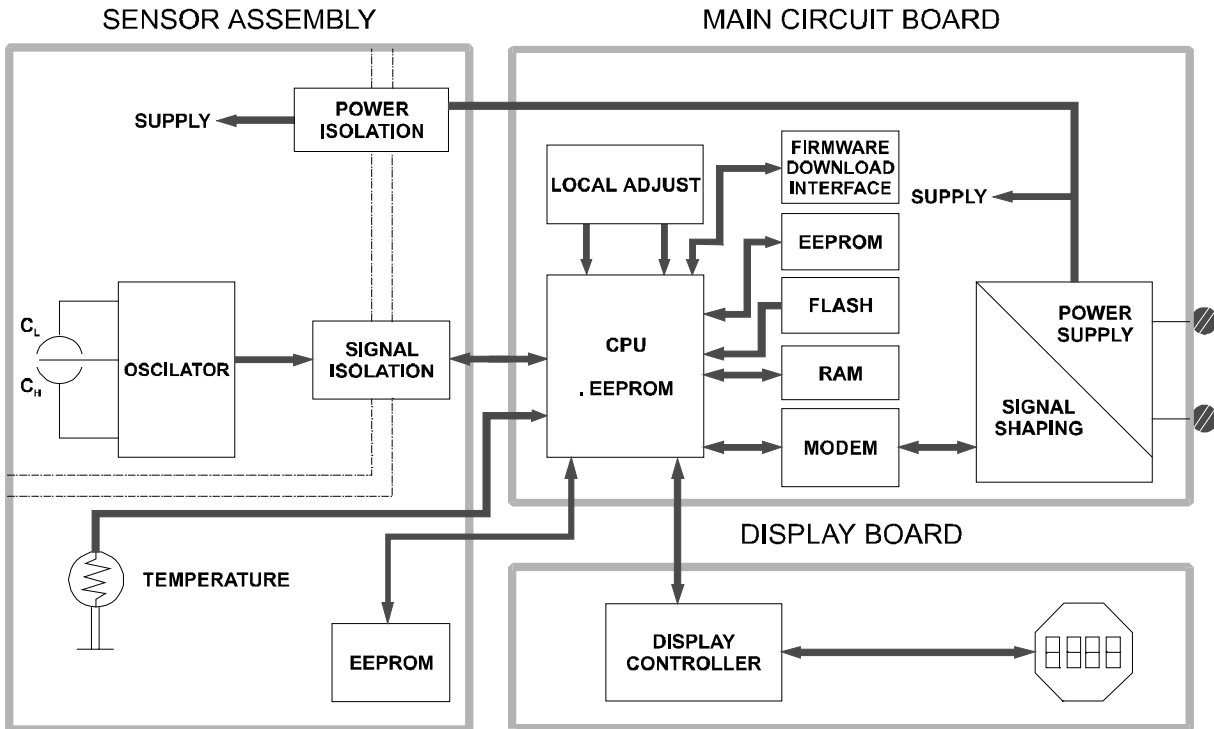 SENSOR ASSEMBLY
MAIN CIRCUIT BOARD
SUPPLY
POWER
ISOLATION
LOCAL ADJUST
FIRMWARE
DOWNLOAD
INTERFACE
SUPPLY
EEPROM
FLASH
CL
CH
OSCILATOR
SIGNAL
ISOLATION
CPU
. EEPROM
RAM
MODEM
POWER
SUPPLY
SIGNAL
SHAPING
DISPLAY BOARD
TEMPERATURE
EEPROM
DISPLAY
CONTROLLER